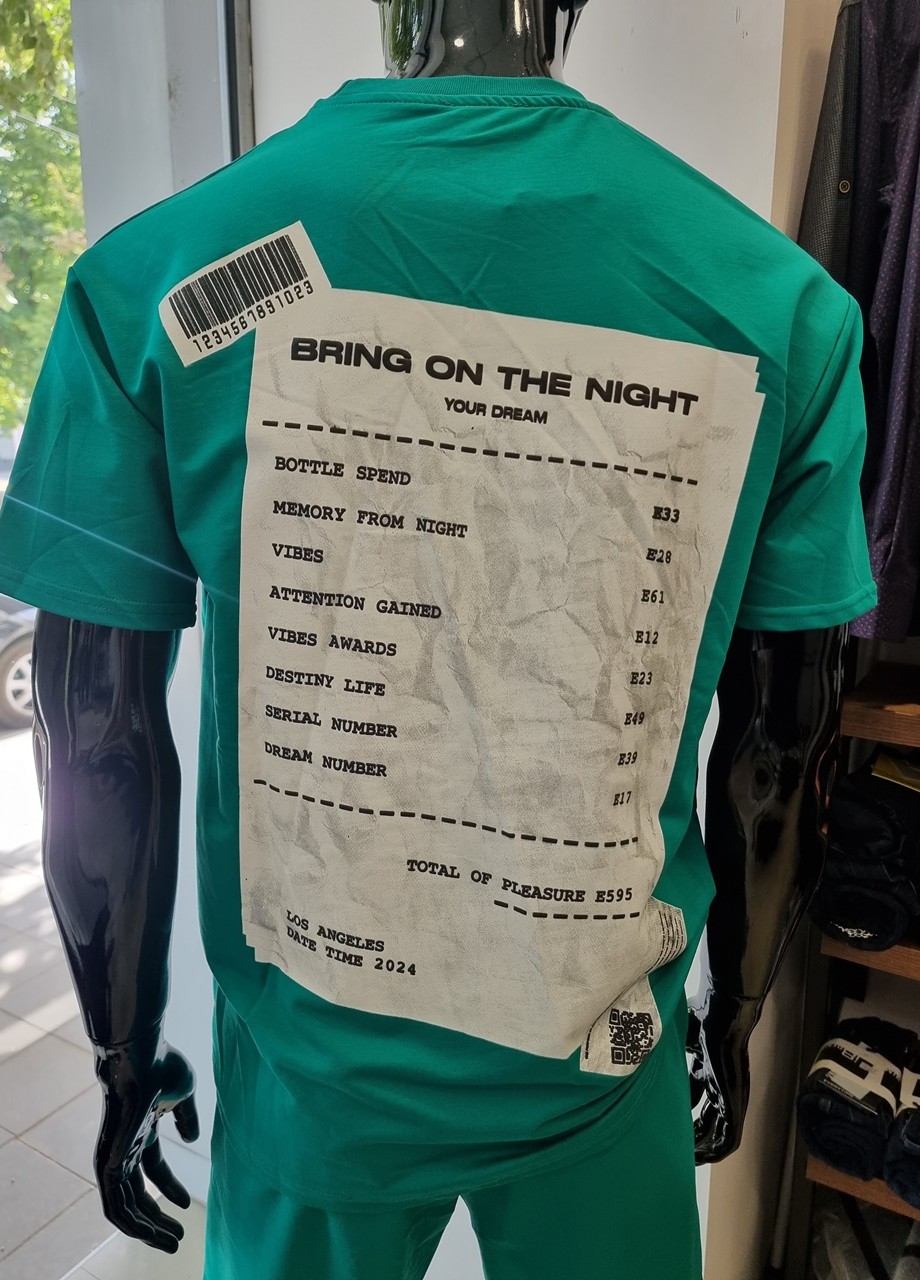 1234567891023
BRING ON THE NIGHT
YOUR DREAM
BOTTLE SPEND E33
MEMORY FROM NIGHT E28
VIBES E61
ATTENTION GAINED E12
VIBES AWARDS E23
DESTINY LIFE E49
SERIAL NUMBER E39
DREAM NUMBER E17
TOTAL OF PLEASURE E595
LOS ANGELES
DATE TIME 2024